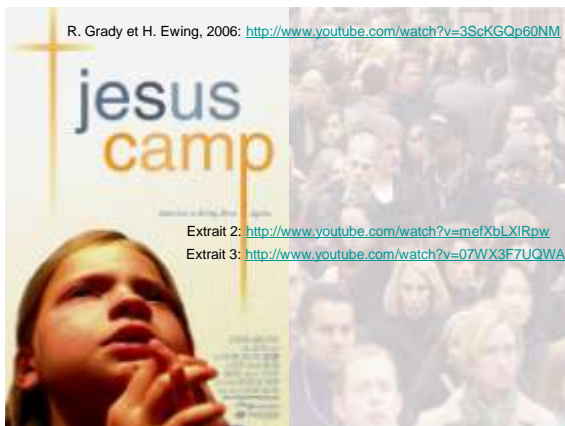 R. Grady et H. Ewing, 2006: http://www.youtube.com/watch?v=3ScKGQp60NM
jesus
camp
Extrait 2: http://www.youtube.com/watch?v=mefXbLXlRpw
Extrait 3: http://www.youtube.com/watch?v=07WX3F7UQWA